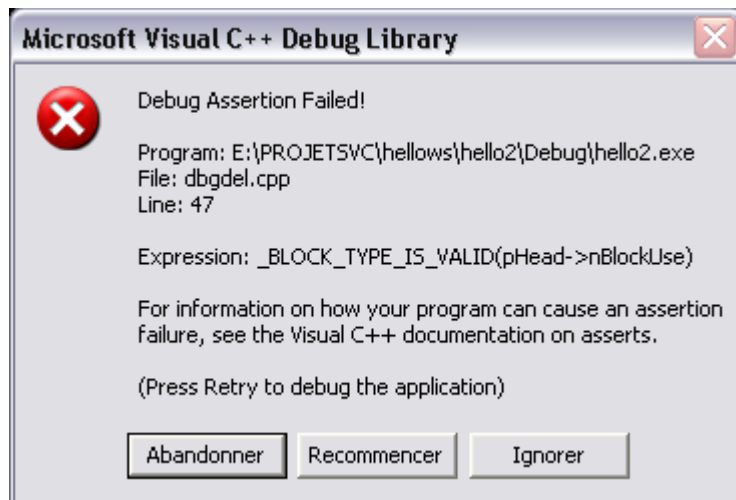 Microsoft Visual C++ Debug Library
Debug Assertion Failed!
Program: E:\PROJETSVC\hellows\hello2\Debug\hello2.exe
File: dbgdel.cpp
Line: 47
Expression: _BLOCK_TYPE_IS_VALID(pHead->nBlockUse)
For information on how your program can cause an assertion
failure, see the Visual C++ documentation on asserts.
(Press Retry to debug the application)
Abandonner
Recommencer
Ignorer